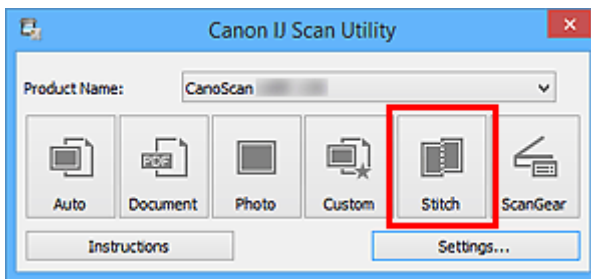 Canon IJ Scan Utility
Product Name: CanoScan
PDF
Auto Document Photo Custom Stitch ScanGear
Instructions Settings...